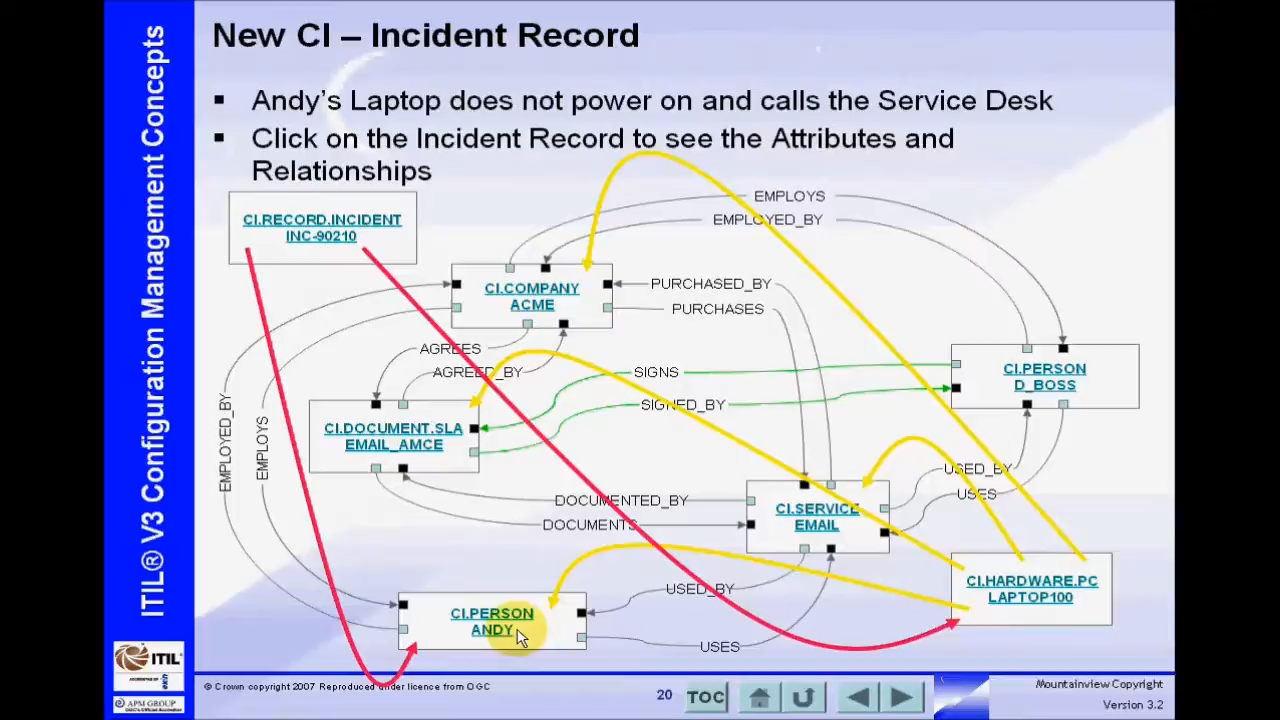 New CI – Incident Record
▪ Andy's Laptop does not power on and calls the Service Desk
▪ Click on the Incident Record to see the Attributes and
Relationships
ITIL® V3 Configuration Management Concepts
CI.RECORD.INCIDENT
INC-90210
EMPLOYS
EMPLOYED_BY
CI.COMPANY
ACME
PURCHASED_BY
PURCHASES
AGREES
AGREED_BY
SIGNS
SIGNED_BY
CI.PERSON
D_BOSS
CI.DOCUMENT.SLA
EMAIL_AMCE
EMPLOYED_BY
EMPLOYS
USED_BY
USES
DOCUMENTED_BY
DOCUMENTS
CI.SERVICE
EMAIL
CI.HARDWARE.PC
LAPTOP100
USED_BY
USES
CI.PERSON
ANDY
ITIL®
APM GROUP
© Crown copyright 2007 Reproduced under licence from OGC
20
TOC
Mountainview Copyright
Version 3.2